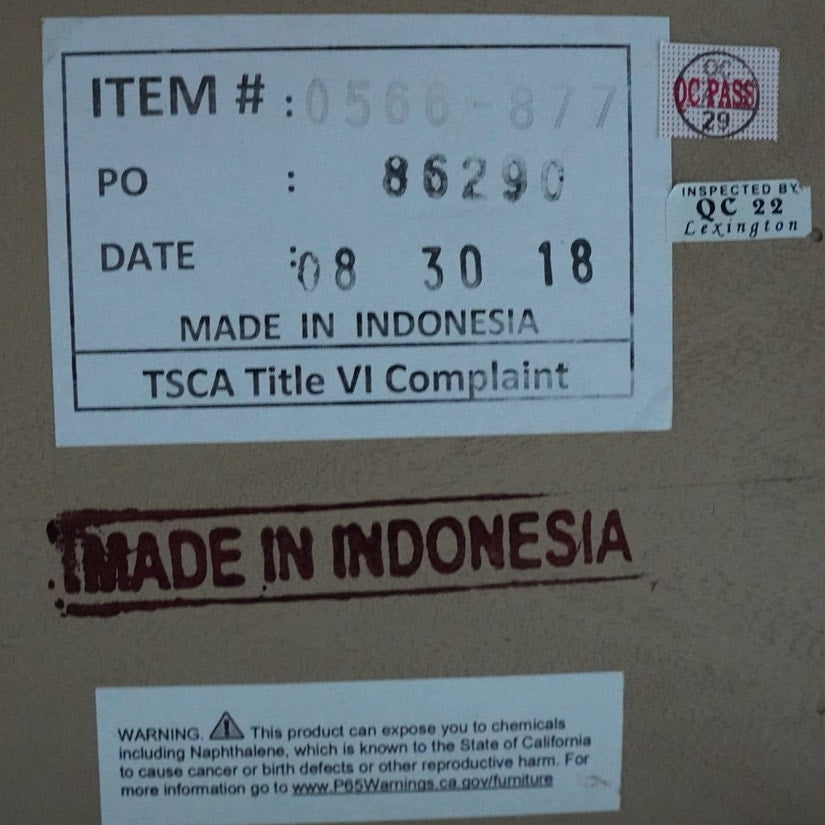 ITEM # : 0566-877
PO : 86290
DATE : 08 30 18
MADE IN INDONESIA
TSCA Title VI Complaint
QC
QC PASS
29
INSPECTED BY
QC 22
Lexington
MADE IN INDONESIA
WARNING. This product can expose you to chemicals
including Naphthalene, which is known to the State of California
to cause cancer or birth defects or other reproductive harm. For
more information go to www.P65Warnings.ca.gov/furniture